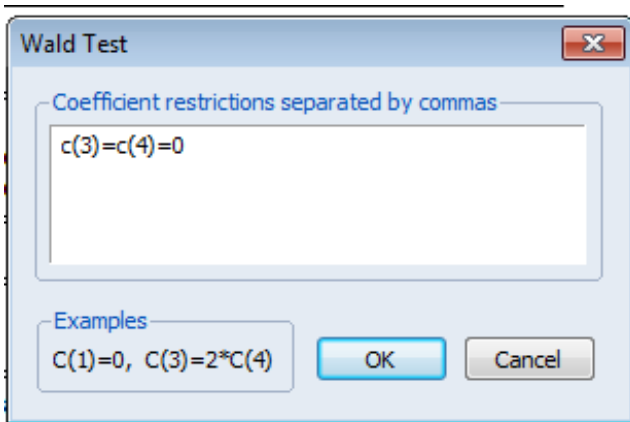 Wald Test
Coefficient restrictions separated by commas
c(3)=c(4)=0
Examples
C(1)=0, C(3)=2*C(4)
OK
Cancel